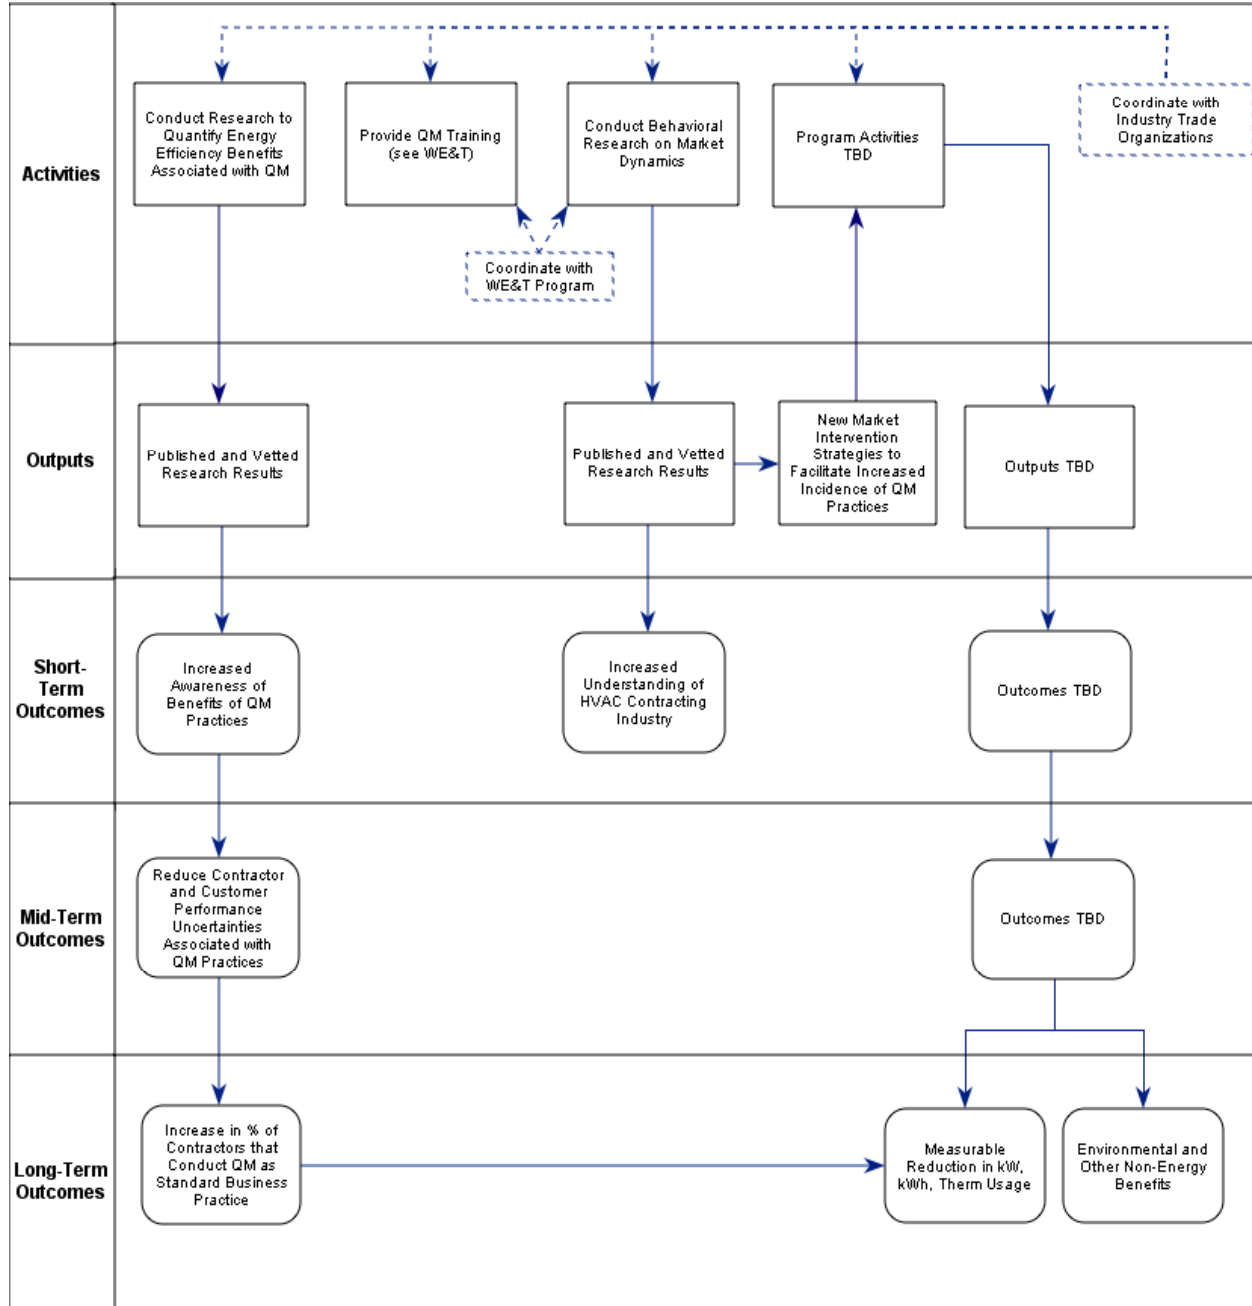 Activities
Conduct Research to
Quantify Energy
Efficiency Benefits
Associated with QM
Provide QM Training
(see WE&T)
Conduct Behavioral
Research on Market
Dynamics
Program Activities
TBD
Coordinate with
Industry Trade
Organizations
Coordinate with
WE&T Program
Outputs
Published and Vetted
Research Results
Published and Vetted
Research Results
New Market
Intervention
Strategies to
Facilitate Increased
Incidence of QM
Practices
Outputs TBD
Short-
Term
Outcomes
Increased
Awareness of
Benefits of QM
Practices
Increased
Understanding of
HVAC Contracting
Industry
Outcomes TBD
Mid-Term
Outcomes
Reduce Contractor
and Customer
Performance
Uncertainties
Associated with
QM Practices
Outcomes TBD
Long-Term
Outcomes
Increase in % of
Contractors that
Conduct QM as
Standard Business
Practice
Measurable
Reduction in kW,
kWh, Therm Usage
Environmental and
Other Non-Energy
Benefits